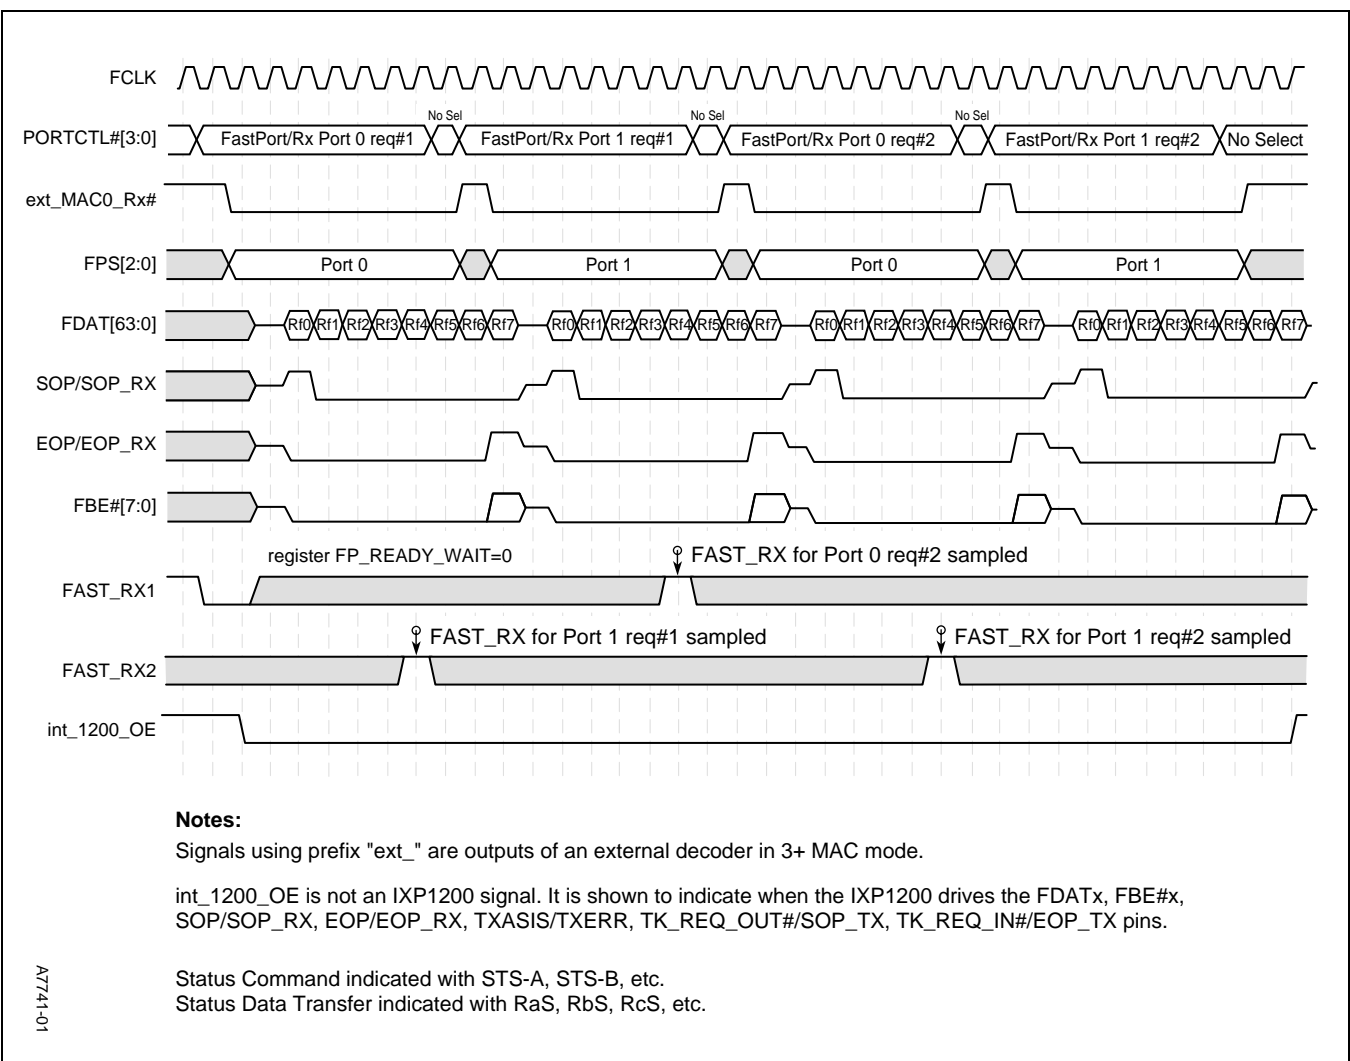 FCLK
No Sel No Sel No Sel
PORTCTL#[3:0] FastPort/Rx Port 0 req#1 FastPort/Rx Port 1 req#1 FastPort/Rx Port 0 req#2 FastPort/Rx Port 1 req#2 No Select
ext_MAC0_Rx#
FPS[2:0] Port 0 Port 1 Port 0 Port 1
FDAT[63:0] Rf0 Rf1 Rf2 Rf3 Rf4 Rf5 Rf6 Rf7 Rf0 Rf1 Rf2 Rf3 Rf4 Rf5 Rf6 Rf7 Rf0 Rf1 Rf2 Rf3 Rf4 Rf5 Rf6 Rf7 Rf0 Rf1 Rf2 Rf3 Rf4 Rf5 Rf6 Rf7
SOP/SOP_RX
EOP/EOP_RX
FBE#[7:0]
register FP_READY_WAIT=0 FAST_RX for Port 0 req#2 sampled
FAST_RX1
FAST_RX for Port 1 req#1 sampled FAST_RX for Port 1 req#2 sampled
FAST_RX2
int_1200_OE
Notes:
Signals using prefix "ext_" are outputs of an external decoder in 3+ MAC mode.
int_1200_OE is not an IXP1200 signal. It is shown to indicate when the IXP1200 drives the FDATx, FBE#x,
SOP/SOP_RX, EOP/EOP_RX, TXASIS/TXERR, TK_REQ_OUT#/SOP_TX, TK_REQ_IN#/EOP_TX pins.
Status Command indicated with STS-A, STS-B, etc.
Status Data Transfer indicated with RaS, RbS, RcS, etc.
A7741-01